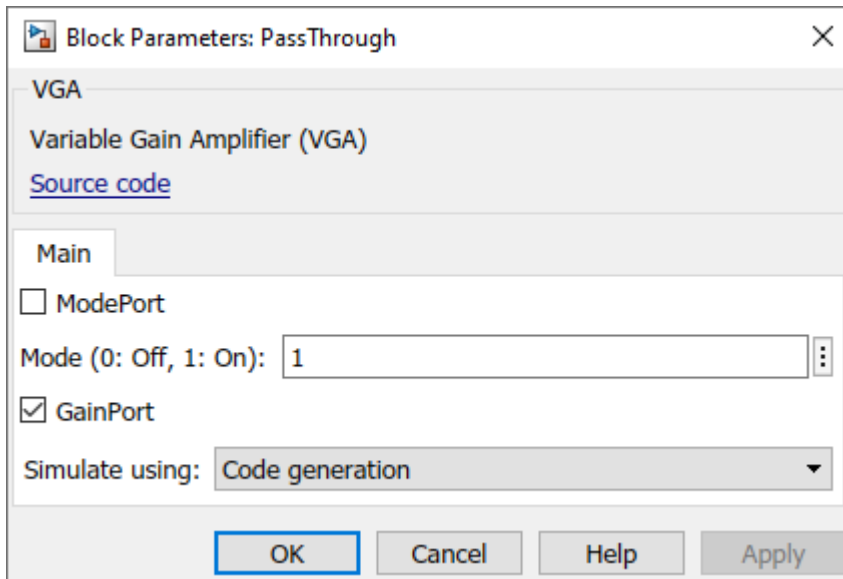 Block Parameters: PassThrough
VGA
Variable Gain Amplifier (VGA)
Source code
Main
ModePort
Mode (0: Off, 1: On): 1
GainPort
Simulate using: Code generation
OK Cancel Help Apply